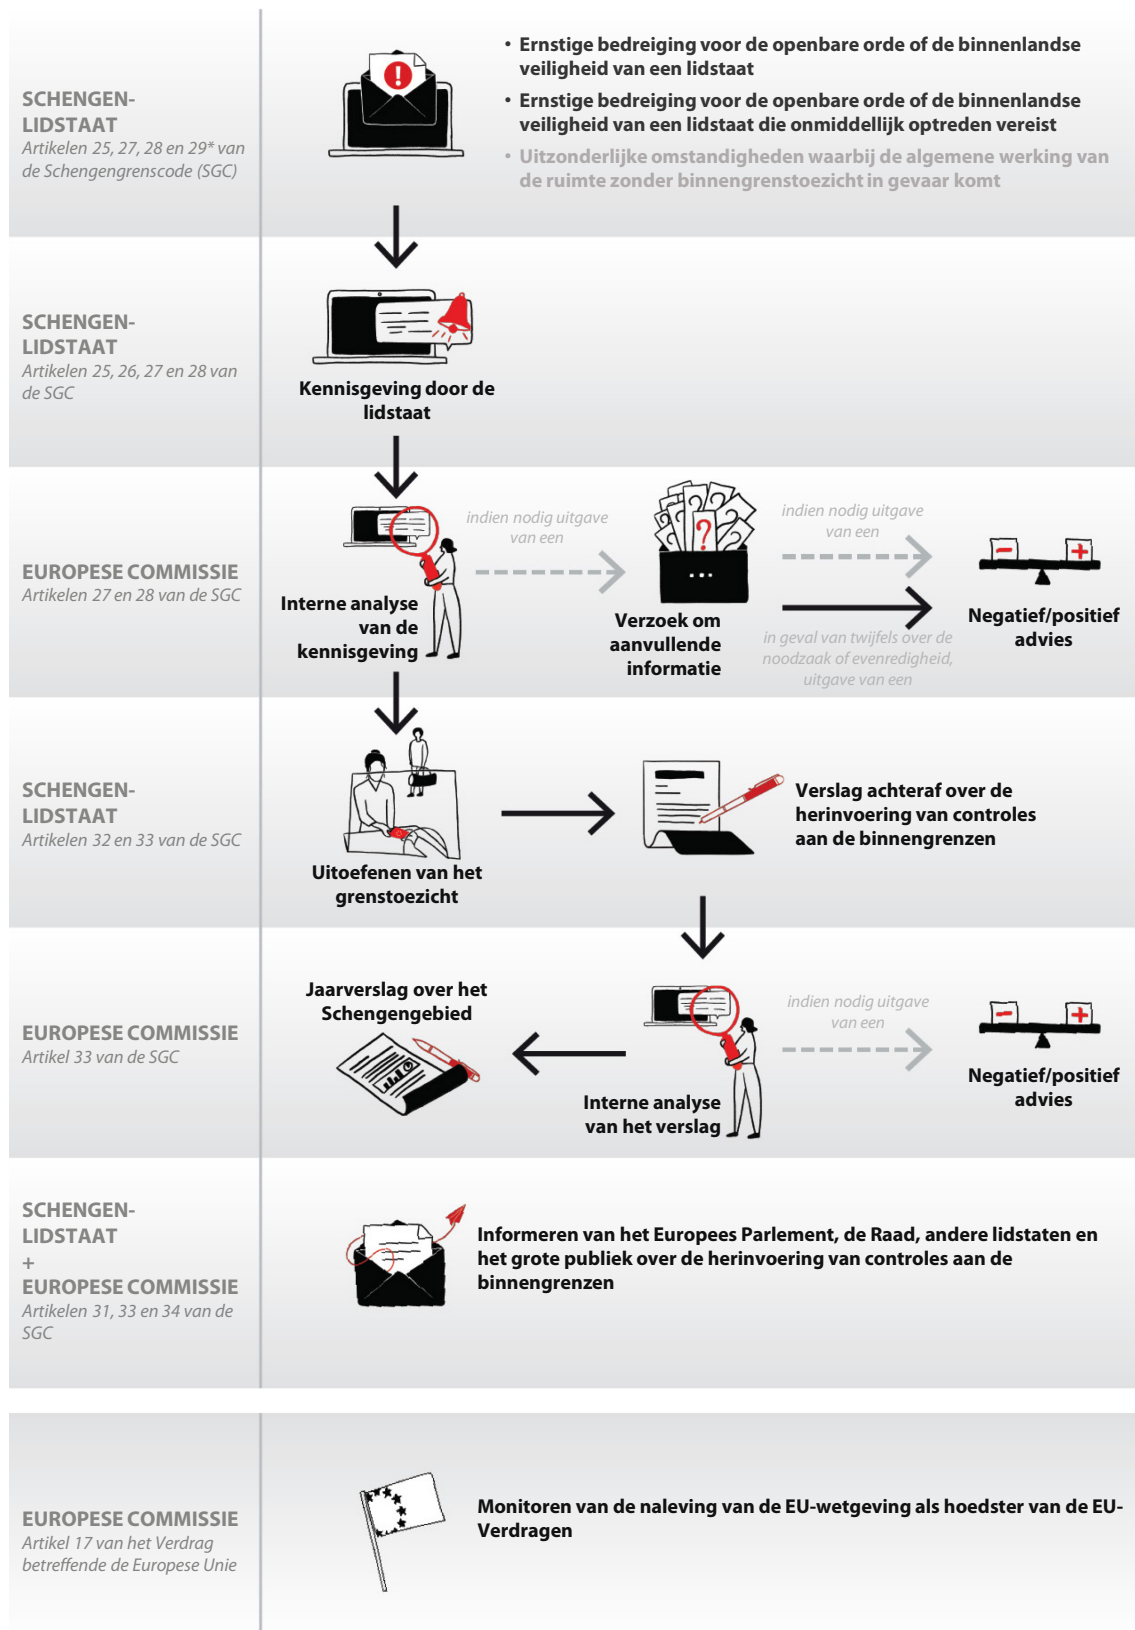 SCHENGEN-
LIDSTAAT
Artikelen 25, 27, 28 en 29* van
de Schengengrenscode (SGC)
• Ernstige bedreiging voor de openbare orde of de binnenlandse
veiligheid van een lidstaat
• Ernstige bedreiging voor de openbare orde of de binnenlandse
veiligheid van een lidstaat die onmiddellijk optreden vereist
• Uitzonderlijke omstandigheden waarbij de algemene werking van
de ruimte zonder binnengrenstoezicht in gevaar komt
SCHENGEN-
LIDSTAAT
Artikelen 25, 26, 27 en 28 van
de SGC
Kennisgeving door de
lidstaat
EUROPESE COMMISSIE
Artikelen 27 en 28 van de SGC
Interne analyse
van de
kennisgeving
indien nodig uitgave
van een
Verzoek om
aanvullende
informatie
indien nodig uitgave
van een
in geval van twijfels over de
noodzaak of evenredigheid,
uitgave van een
Negatief/positief
advies
SCHENGEN-
LIDSTAAT
Artikelen 32 en 33 van de SGC
Uitoefenen van het
grenstoezicht
Verslag achteraf over de
herinvoering van controles
aan de binnengrenzen
EUROPESE COMMISSIE
Artikel 33 van de SGC
Jaarverslag over het
Schengengebied
Interne analyse
van het verslag
indien nodig uitgave
van een
Negatief/positief
advies
SCHENGEN-
LIDSTAAT
+
EUROPESE COMMISSIE
Artikelen 31, 33 en 34 van de
SGC
Informeren van het Europees Parlement, de Raad, andere lidstaten en
het grote publiek over de herinvoering van controles aan de
binnengrenzen
EUROPESE COMMISSIE
Artikel 17 van het Verdrag
betreffende de Europese Unie
Monitoren van de naleving van de EU-wetgeving als hoedster van de EU-
Verdragen